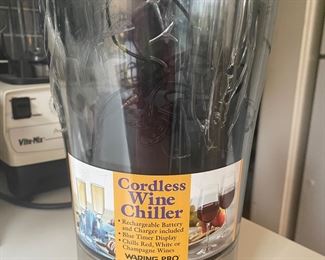 Vita-Mix
Cordless
Wine
Chiller
• Rechargeable Battery
and Charger included
• Blue Timer Display
• Chills Red, White or
Champagne Wines
WARING PRO